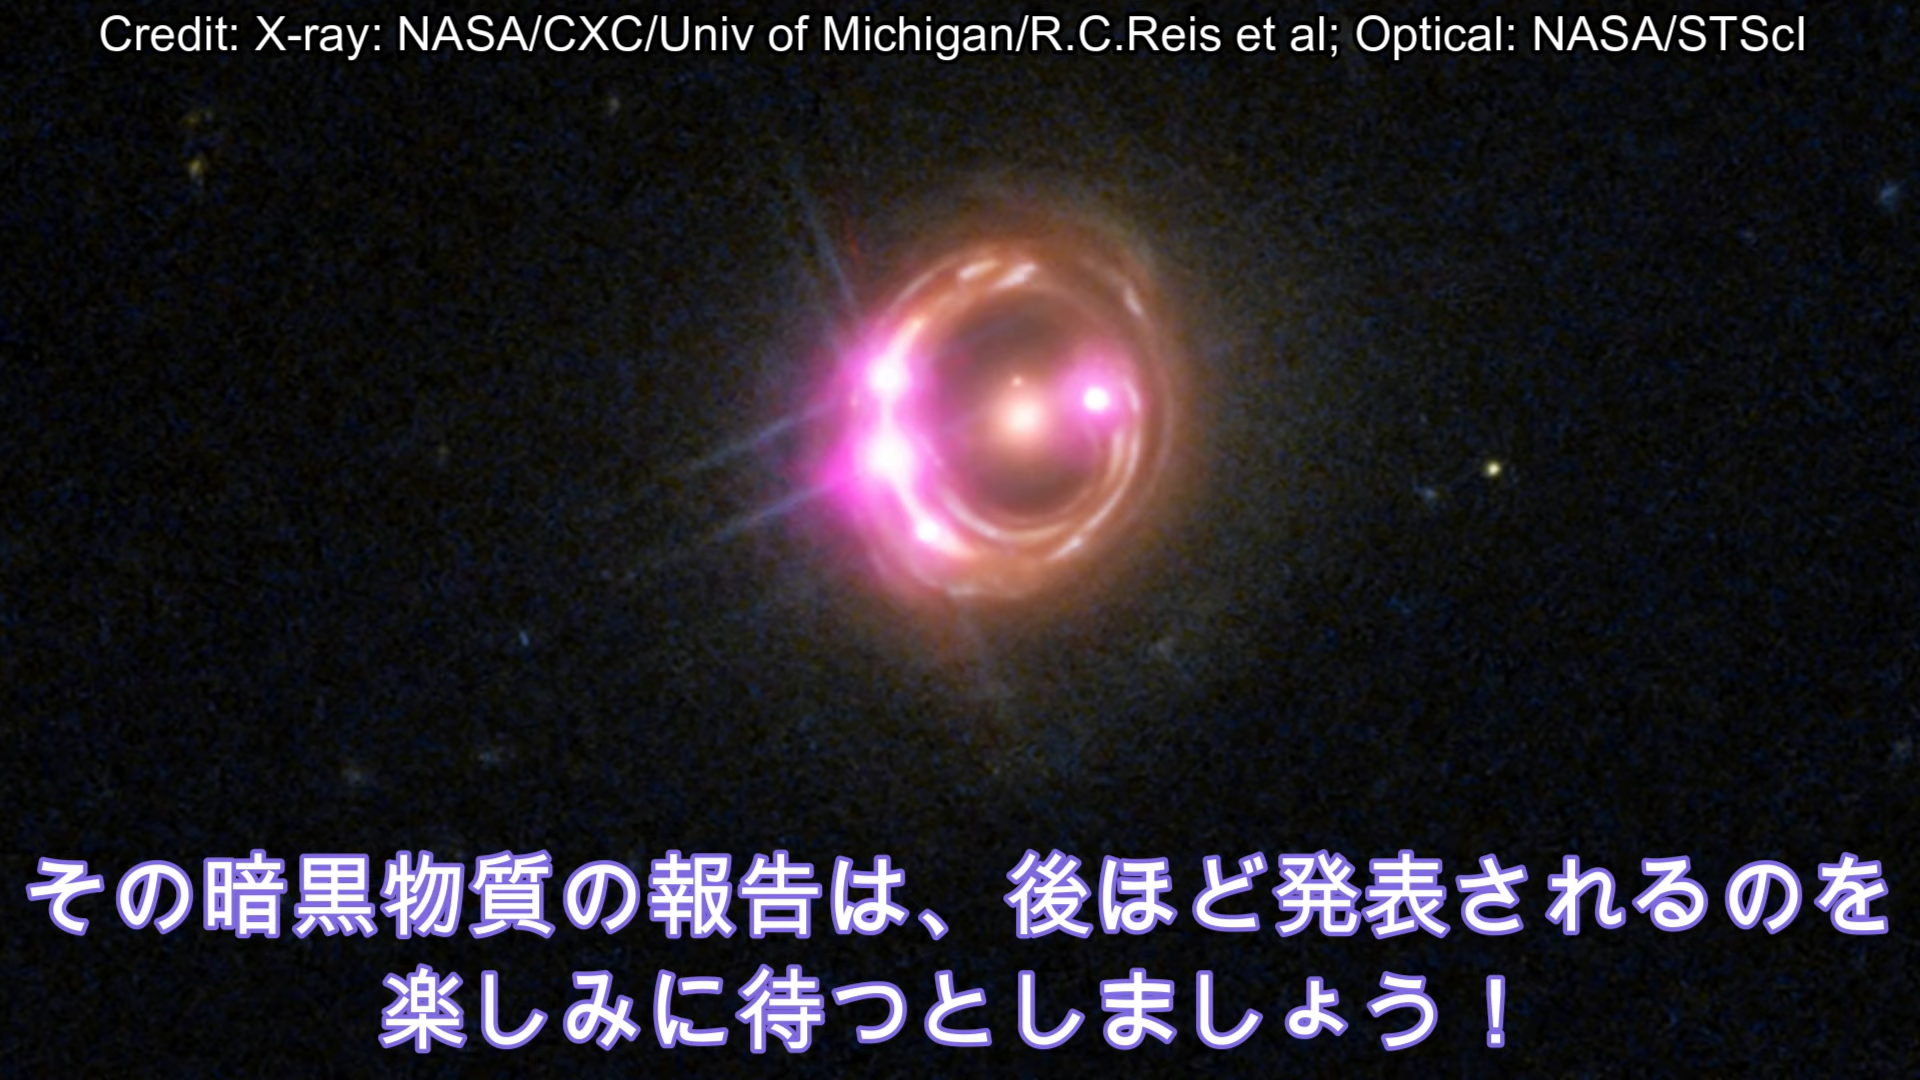 Credit: X-ray: NASA/CXC/Univ of Michigan/R.C.Reis et al; Optical: NASA/STScI
その暗黒物質の報告は、後ほど発表されるのを
楽しみに待つとしましょう！